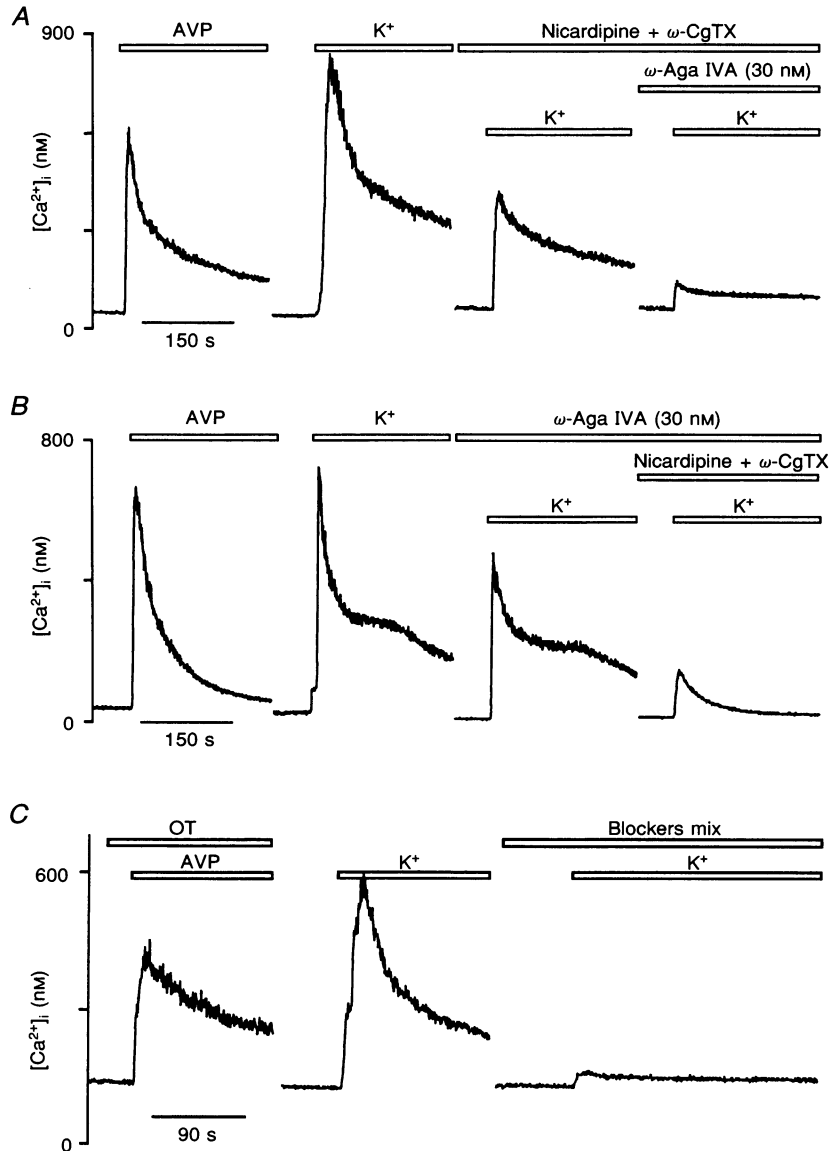 A
900
AVP
K⁺
Nicardipine + ω-CgTX
ω-Aga IVA (30 nM)
K⁺
K⁺
[Ca²⁺]ᵢ (nM)
0
150 s
B
800
AVP
K⁺
ω-Aga IVA (30 nM)
Nicardipine + ω-CgTX
K⁺
K⁺
[Ca²⁺]ᵢ (nM)
0
150 s
C
OT
Blockers mix
600
AVP
K⁺
K⁺
[Ca²⁺]ᵢ (nM)
0
90 s